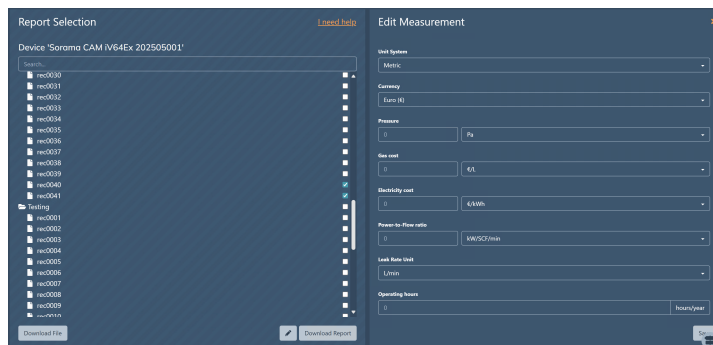 Report Selection
I need help
Device 'Sorama CAM iV64Ex 202505001'
Search...
rec0030
rec0031
rec0032
rec0033
rec0034
rec0035
rec0036
rec0037
rec0038
rec0039
rec0040
rec0041
Testing
rec0001
rec0002
rec0003
rec0004
rec0005
rec0006
rec0007
rec0008
rec0009
rec0010
Download File
Download Report
Edit Measurement
Unit System
Metric
Currency
Euro (€)
Pressure
0
Pa
Gas cost
0
€/L
Electricity cost
0
€/kWh
Power-to-Flow ratio
0
kW/SCF/min
Leak Rate Unit
L/min
Operating hours
0
hours/year